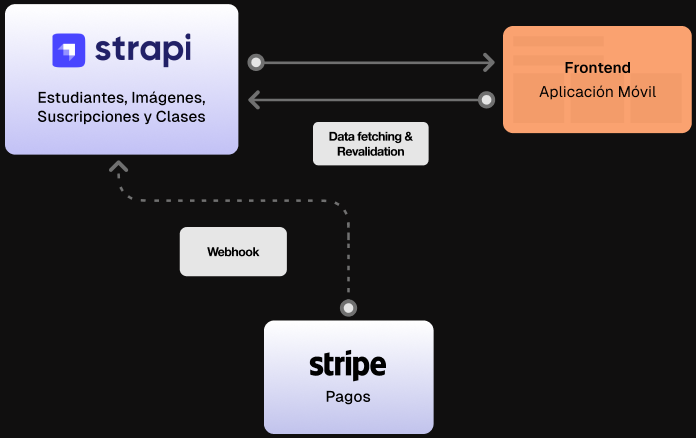 strapi
Estudiantes, Imágenes,
Suscripciones y Clases
Frontend
Aplicación Móvil
Data fetching &
Revalidation
Webhook
stripe
Pagos